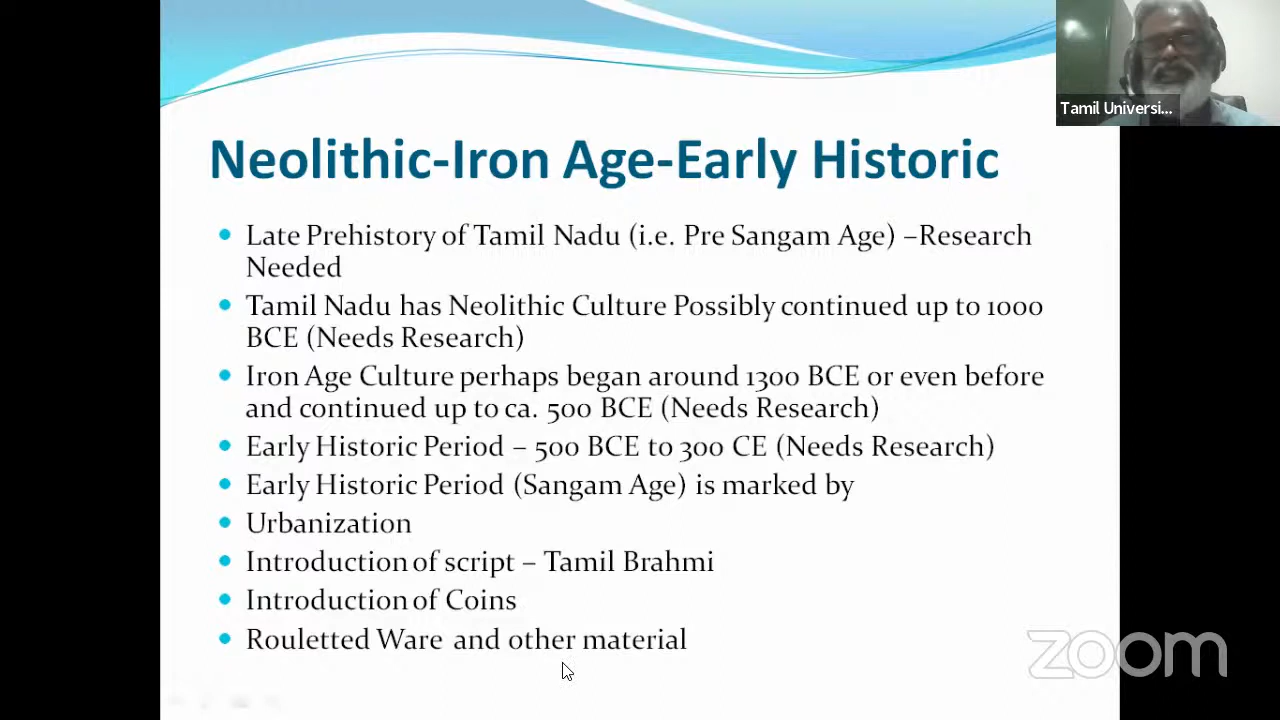 Tamil Universi...
Neolithic-Iron Age-Early Historic
Late Prehistory of Tamil Nadu (i.e. Pre Sangam Age) –Research
Needed
Tamil Nadu has Neolithic Culture Possibly continued up to 1000
BCE (Needs Research)
Iron Age Culture perhaps began around 1300 BCE or even before
and continued up to ca. 500 BCE (Needs Research)
Early Historic Period – 500 BCE to 300 CE (Needs Research)
Early Historic Period (Sangam Age) is marked by
Urbanization
Introduction of script – Tamil Brahmi
Introduction of Coins
Rouletted Ware and other material
zoom